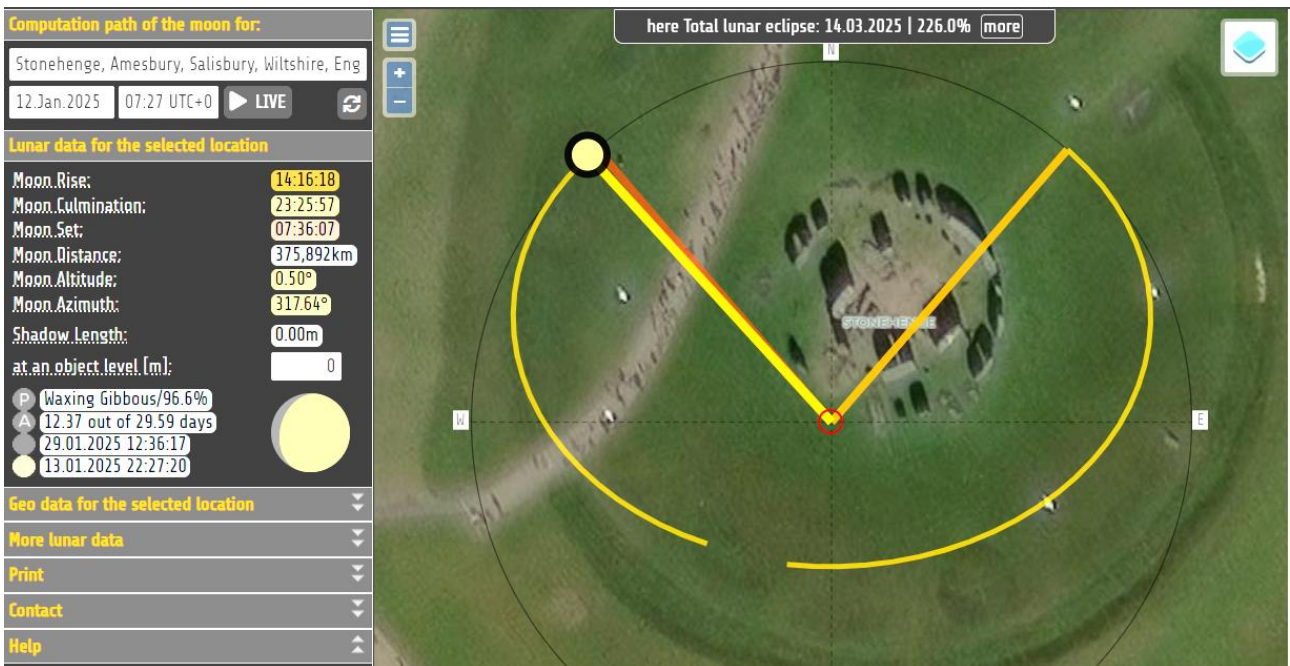 Computation path of the moon for:
Stonehenge, Amesbury, Salisbury, Wiltshire, Eng
12.Jan.2025 07:27 UTC+0 LIVE
Lunar data for the selected location
Moon Rise: 14:16:18
Moon Culmination: 23:25:57
Moon Set: 07:36:07
Moon Distance: 375,892km
Moon Altitude: 0.50°
Moon Azimuth: 317.64°
Shadow Length: 0.00m
at an object level [m]: 0
P Waxing Gibbous/96.6%
A 12.37 out of 29.59 days
29.01.2025 12:36:17
13.01.2025 22:27:20
Geo data for the selected location
More lunar data
Print
Contact
Help
here Total lunar eclipse: 14.03.2025 | 226.0% more
N
STONEHENGE
W
E